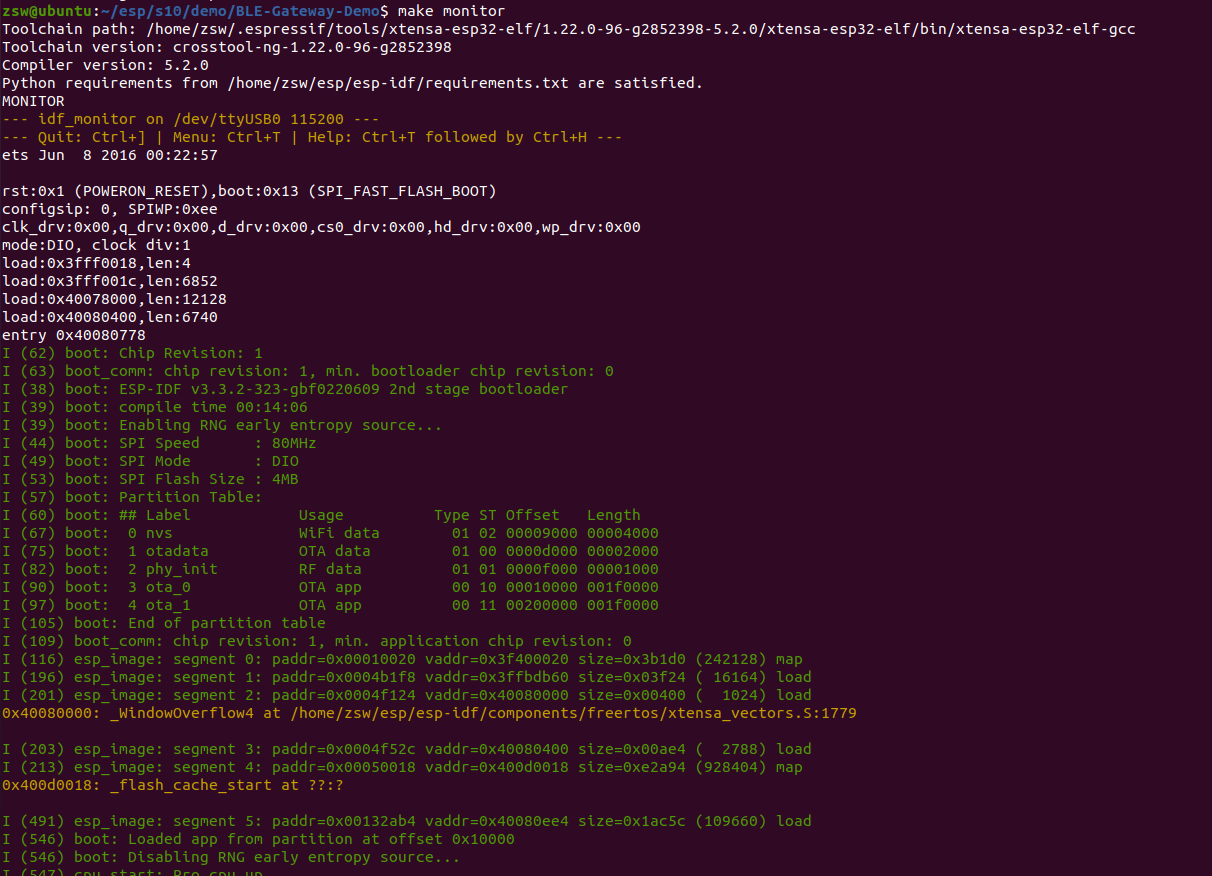 zsw@ubuntu:~/esp/s10/demo/BLE-Gateway-Demo$ make monitor
Toolchain path: /home/zsw/.espressif/tools/xtensa-esp32-elf/1.22.0-96-g2852398-5.2.0/xtensa-esp32-elf/bin/xtensa-esp32-elf-gcc
Toolchain version: crosstool-ng-1.22.0-96-g2852398
Compiler version: 5.2.0
Python requirements from /home/zsw/esp/esp-idf/requirements.txt are satisfied.
MONITOR
--- idf_monitor on /dev/ttyUSB0 115200 ---
--- Quit: Ctrl+] | Menu: Ctrl+T | Help: Ctrl+T followed by Ctrl+H ---
ets Jun  8 2016 00:22:57

rst:0x1 (POWERON_RESET),boot:0x13 (SPI_FAST_FLASH_BOOT)
configsip: 0, SPIWP:0xee
clk_drv:0x00,q_drv:0x00,d_drv:0x00,cs0_drv:0x00,hd_drv:0x00,wp_drv:0x00
mode:DIO, clock div:1
load:0x3fff0018,len:4
load:0x3fff001c,len:6852
load:0x40078000,len:12128
load:0x40080400,len:6740
entry 0x40080778
I (62) boot: Chip Revision: 1
I (63) boot_comm: chip revision: 1, min. bootloader chip revision: 0
I (38) boot: ESP-IDF v3.3.2-323-gbf0220609 2nd stage bootloader
I (39) boot: compile time 00:14:06
I (39) boot: Enabling RNG early entropy source...
I (44) boot: SPI Speed      : 80MHz
I (49) boot: SPI Mode       : DIO
I (53) boot: SPI Flash Size : 4MB
I (57) boot: Partition Table:
I (60) boot: ## Label            Usage          Type ST Offset   Length
I (67) boot:  0 nvs              WiFi data        01 02 00009000 00004000
I (75) boot:  1 otadata          OTA data         01 00 0000d000 00002000
I (82) boot:  2 phy_init         RF data          01 01 0000f000 00001000
I (90) boot:  3 ota_0            OTA app          00 10 00010000 001f0000
I (97) boot:  4 ota_1            OTA app          00 11 00200000 001f0000
I (105) boot: End of partition table
I (109) boot_comm: chip revision: 1, min. application chip revision: 0
I (116) esp_image: segment 0: paddr=0x00010020 vaddr=0x3f400020 size=0x3b1d0 (242128) map
I (196) esp_image: segment 1: paddr=0x0004b1f8 vaddr=0x3ffbdb60 size=0x03f24 ( 16164) load
I (201) esp_image: segment 2: paddr=0x0004f124 vaddr=0x40080000 size=0x00400 (  1024) load
0x40080000: _WindowOverflow4 at /home/zsw/esp/esp-idf/components/freertos/xtensa_vectors.S:1779

I (203) esp_image: segment 3: paddr=0x0004f52c vaddr=0x40080400 size=0x00ae4 (  2788) load
I (213) esp_image: segment 4: paddr=0x00050018 vaddr=0x400d0018 size=0xe2a94 (928404) map
0x400d0018: _flash_cache_start at ??:?

I (491) esp_image: segment 5: paddr=0x00132ab4 vaddr=0x40080ee4 size=0x1ac5c (109660) load
I (546) boot: Loaded app from partition at offset 0x10000
I (546) boot: Disabling RNG early entropy source...
I (547) cpu_start: Pro cpu up.